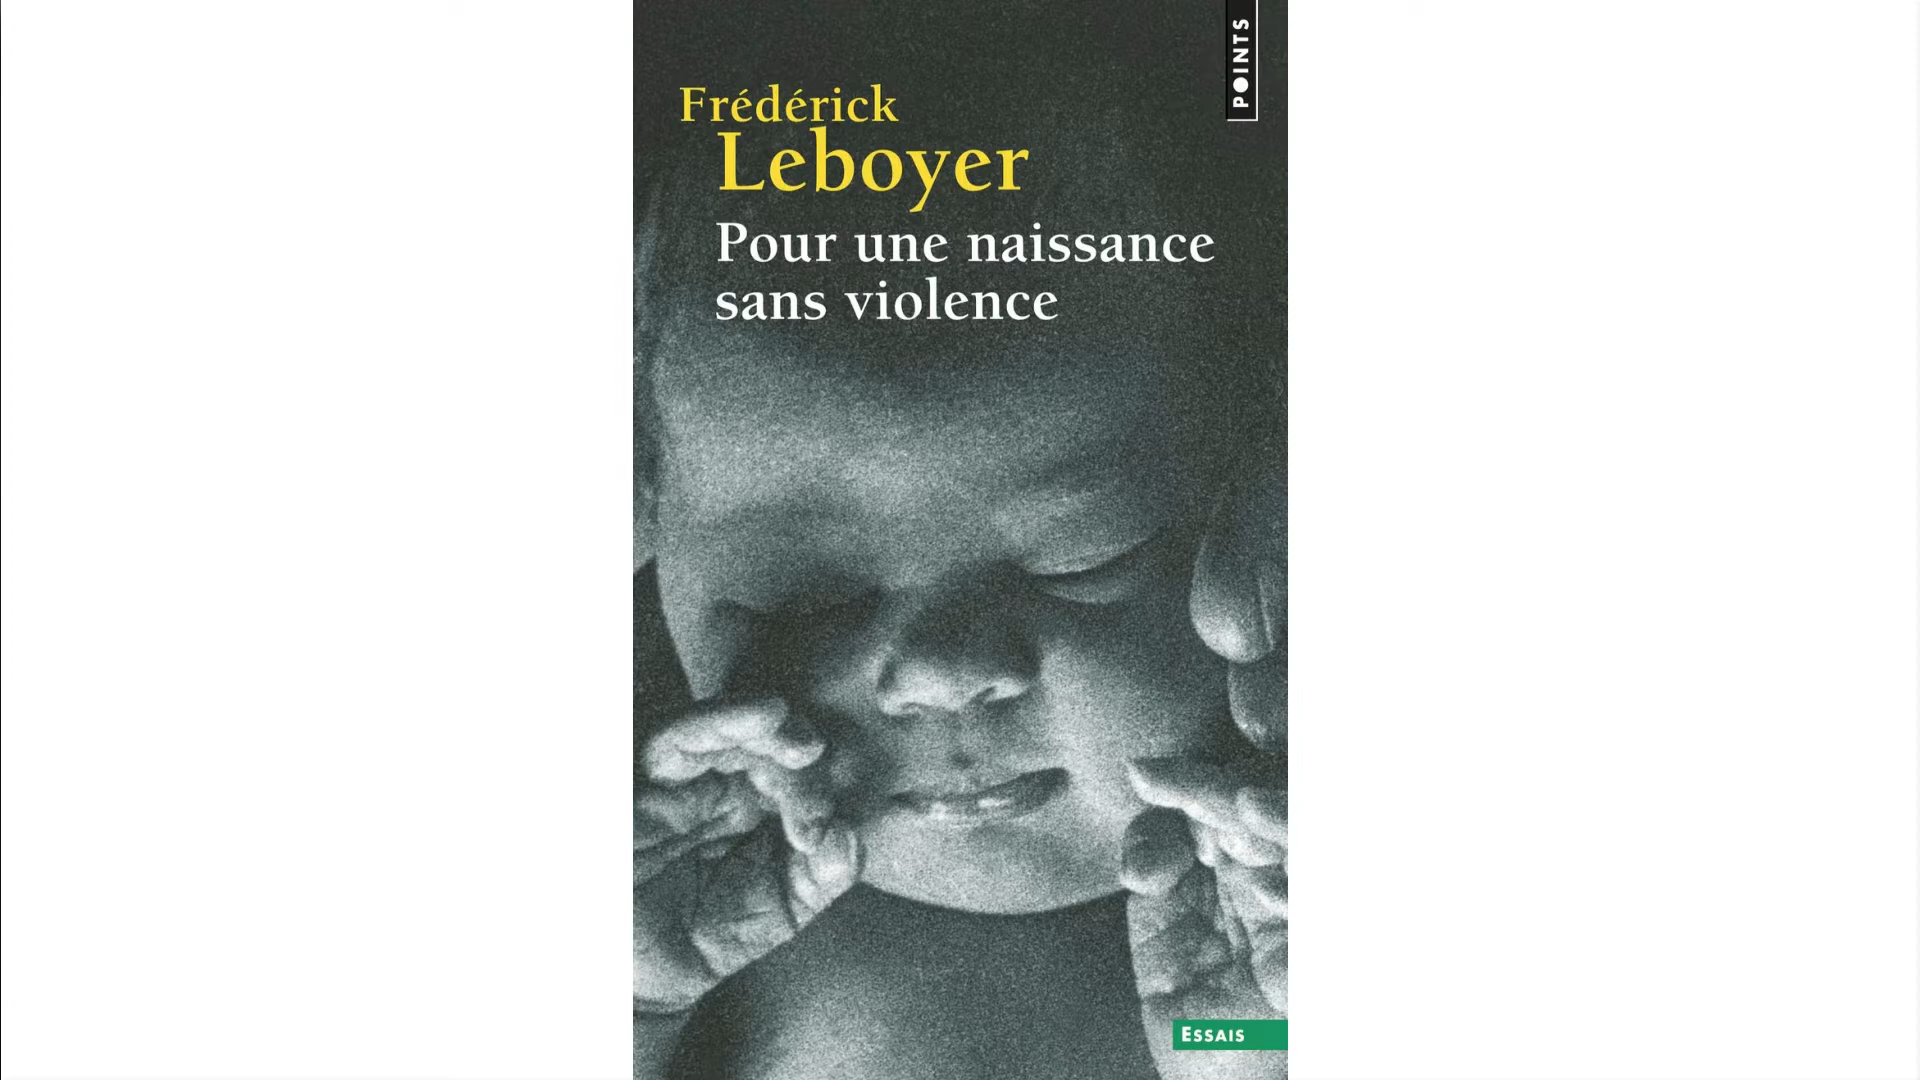 POINTS
Frédérick
Leboyer
Pour une naissance
sans violence
ESSAIS